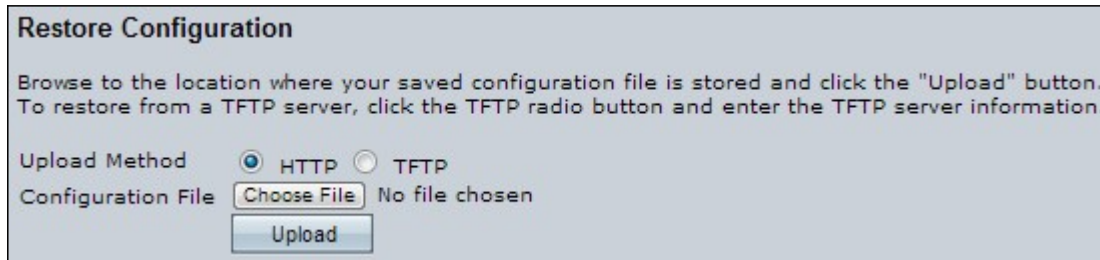 Restore Configuration
Browse to the location where your saved configuration file is stored and click the "Upload" button.
To restore from a TFTP server, click the TFTP radio button and enter the TFTP server information
Upload Method HTTP TFTP
Configuration File Choose File No file chosen
Upload